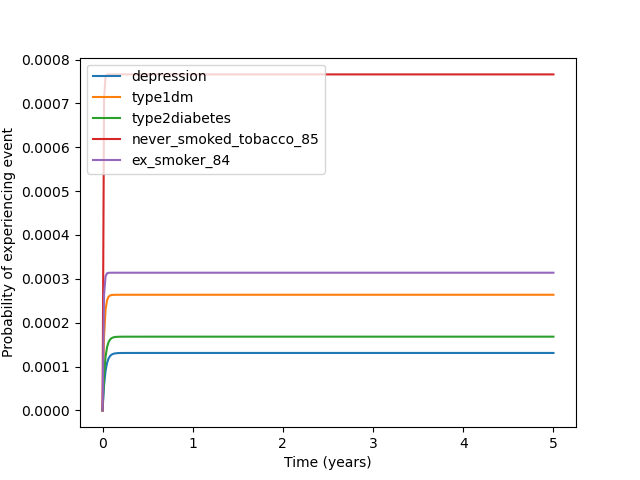 0.0008
0.0007
0.0006
0.0005
0.0004
0.0003
0.0002
0.0001
0.0000
Probability of experiencing event
depression
type1dm
type2diabetes
never_smoked_tobacco_85
ex_smoker_84
0 1 2 3 4 5
Time (years)